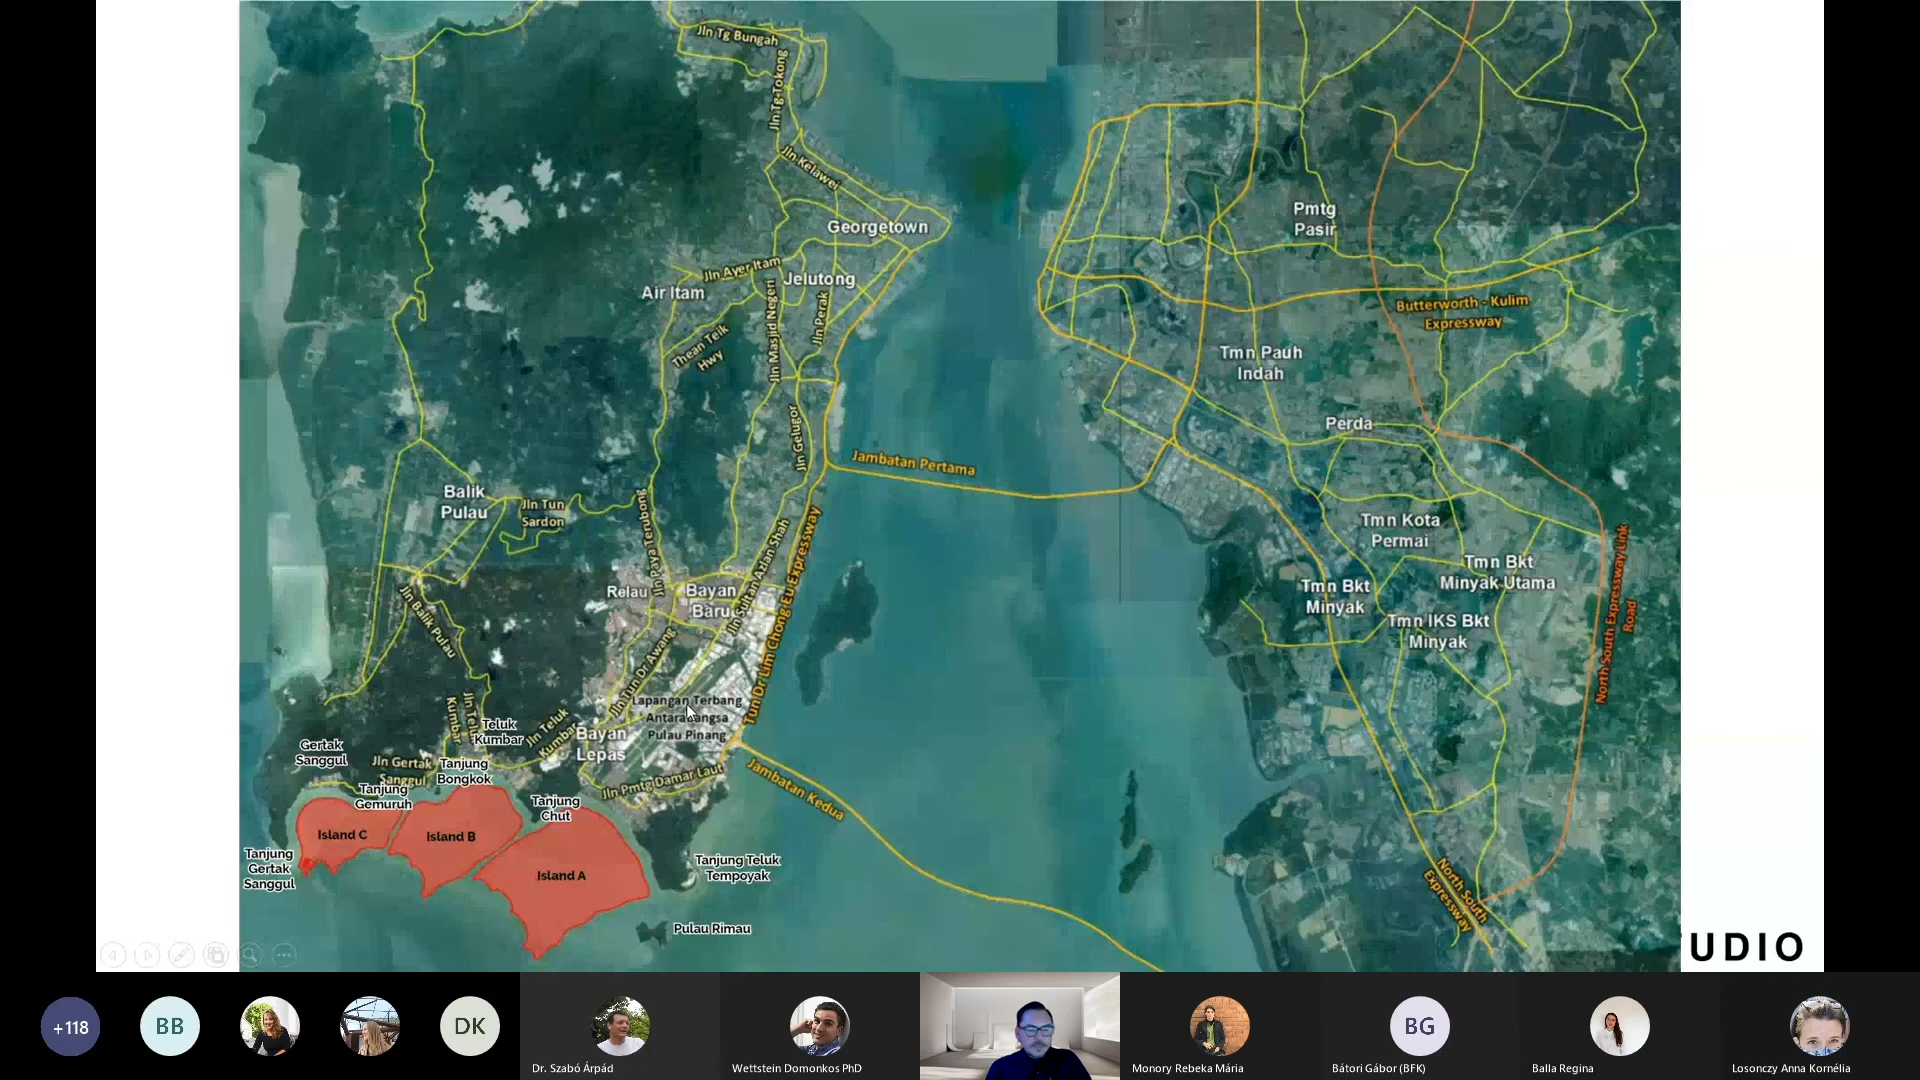 Jln Tg Bungah
Jln Tg Tokong
Jln Kelawei
Georgetown
Jln Ayer Itam
Jelutong
Air Itam
Jln Masjid Negeri
Jln Perak
Thean Teik
Hwy
Jln Gelugor
Jambatan Pertama
Pmtg
Pasir
Butterworth - Kulim
Expressway
Tmn Pauh
Indah
Perda
Balik
Pulau
Jln Tun
Sardon
Jln Paya Terubong
Jln Sultan Azlan Shah
Tun Dr Lim Chong Eu Expressway
Tmn Kota
Permai
Tmn Bkt
Minyak Utama
Tmn Bkt
Minyak
Tmn IKS Bkt
Minyak
North South Expressway Link
Road
Relau
Bayan
Baru
Jln Balik Pulau
Jln Tun Dr Awang
Lapangan Terbang
Antarabangsa
Pulau Pinang
Jln Teluk
Kumbar
Teluk
Kumbar
Jln Teluk
Kumbar
Bayan
Lepas
Gertak
Sanggul
Jln Gertak
Sanggul
Tanjung
Bongkok
Tanjung
Gemuruh
Jln Pmtg Damar Laut
Jambatan Kedua
Tanjung
Chut
Island C
Island B
Island A
Tanjung
Gertak
Sanggul
Tanjung Teluk
Tempoyak
Pulau Rimau
North South
Expressway
UDIO
+118
BB
DK
Dr. Szabó Árpád
Wettstein Domonkos PhD
Monory Rebeka Mária
BG
Bátori Gábor (BFK)
Balla Regina
Losonczy Anna Kornélia